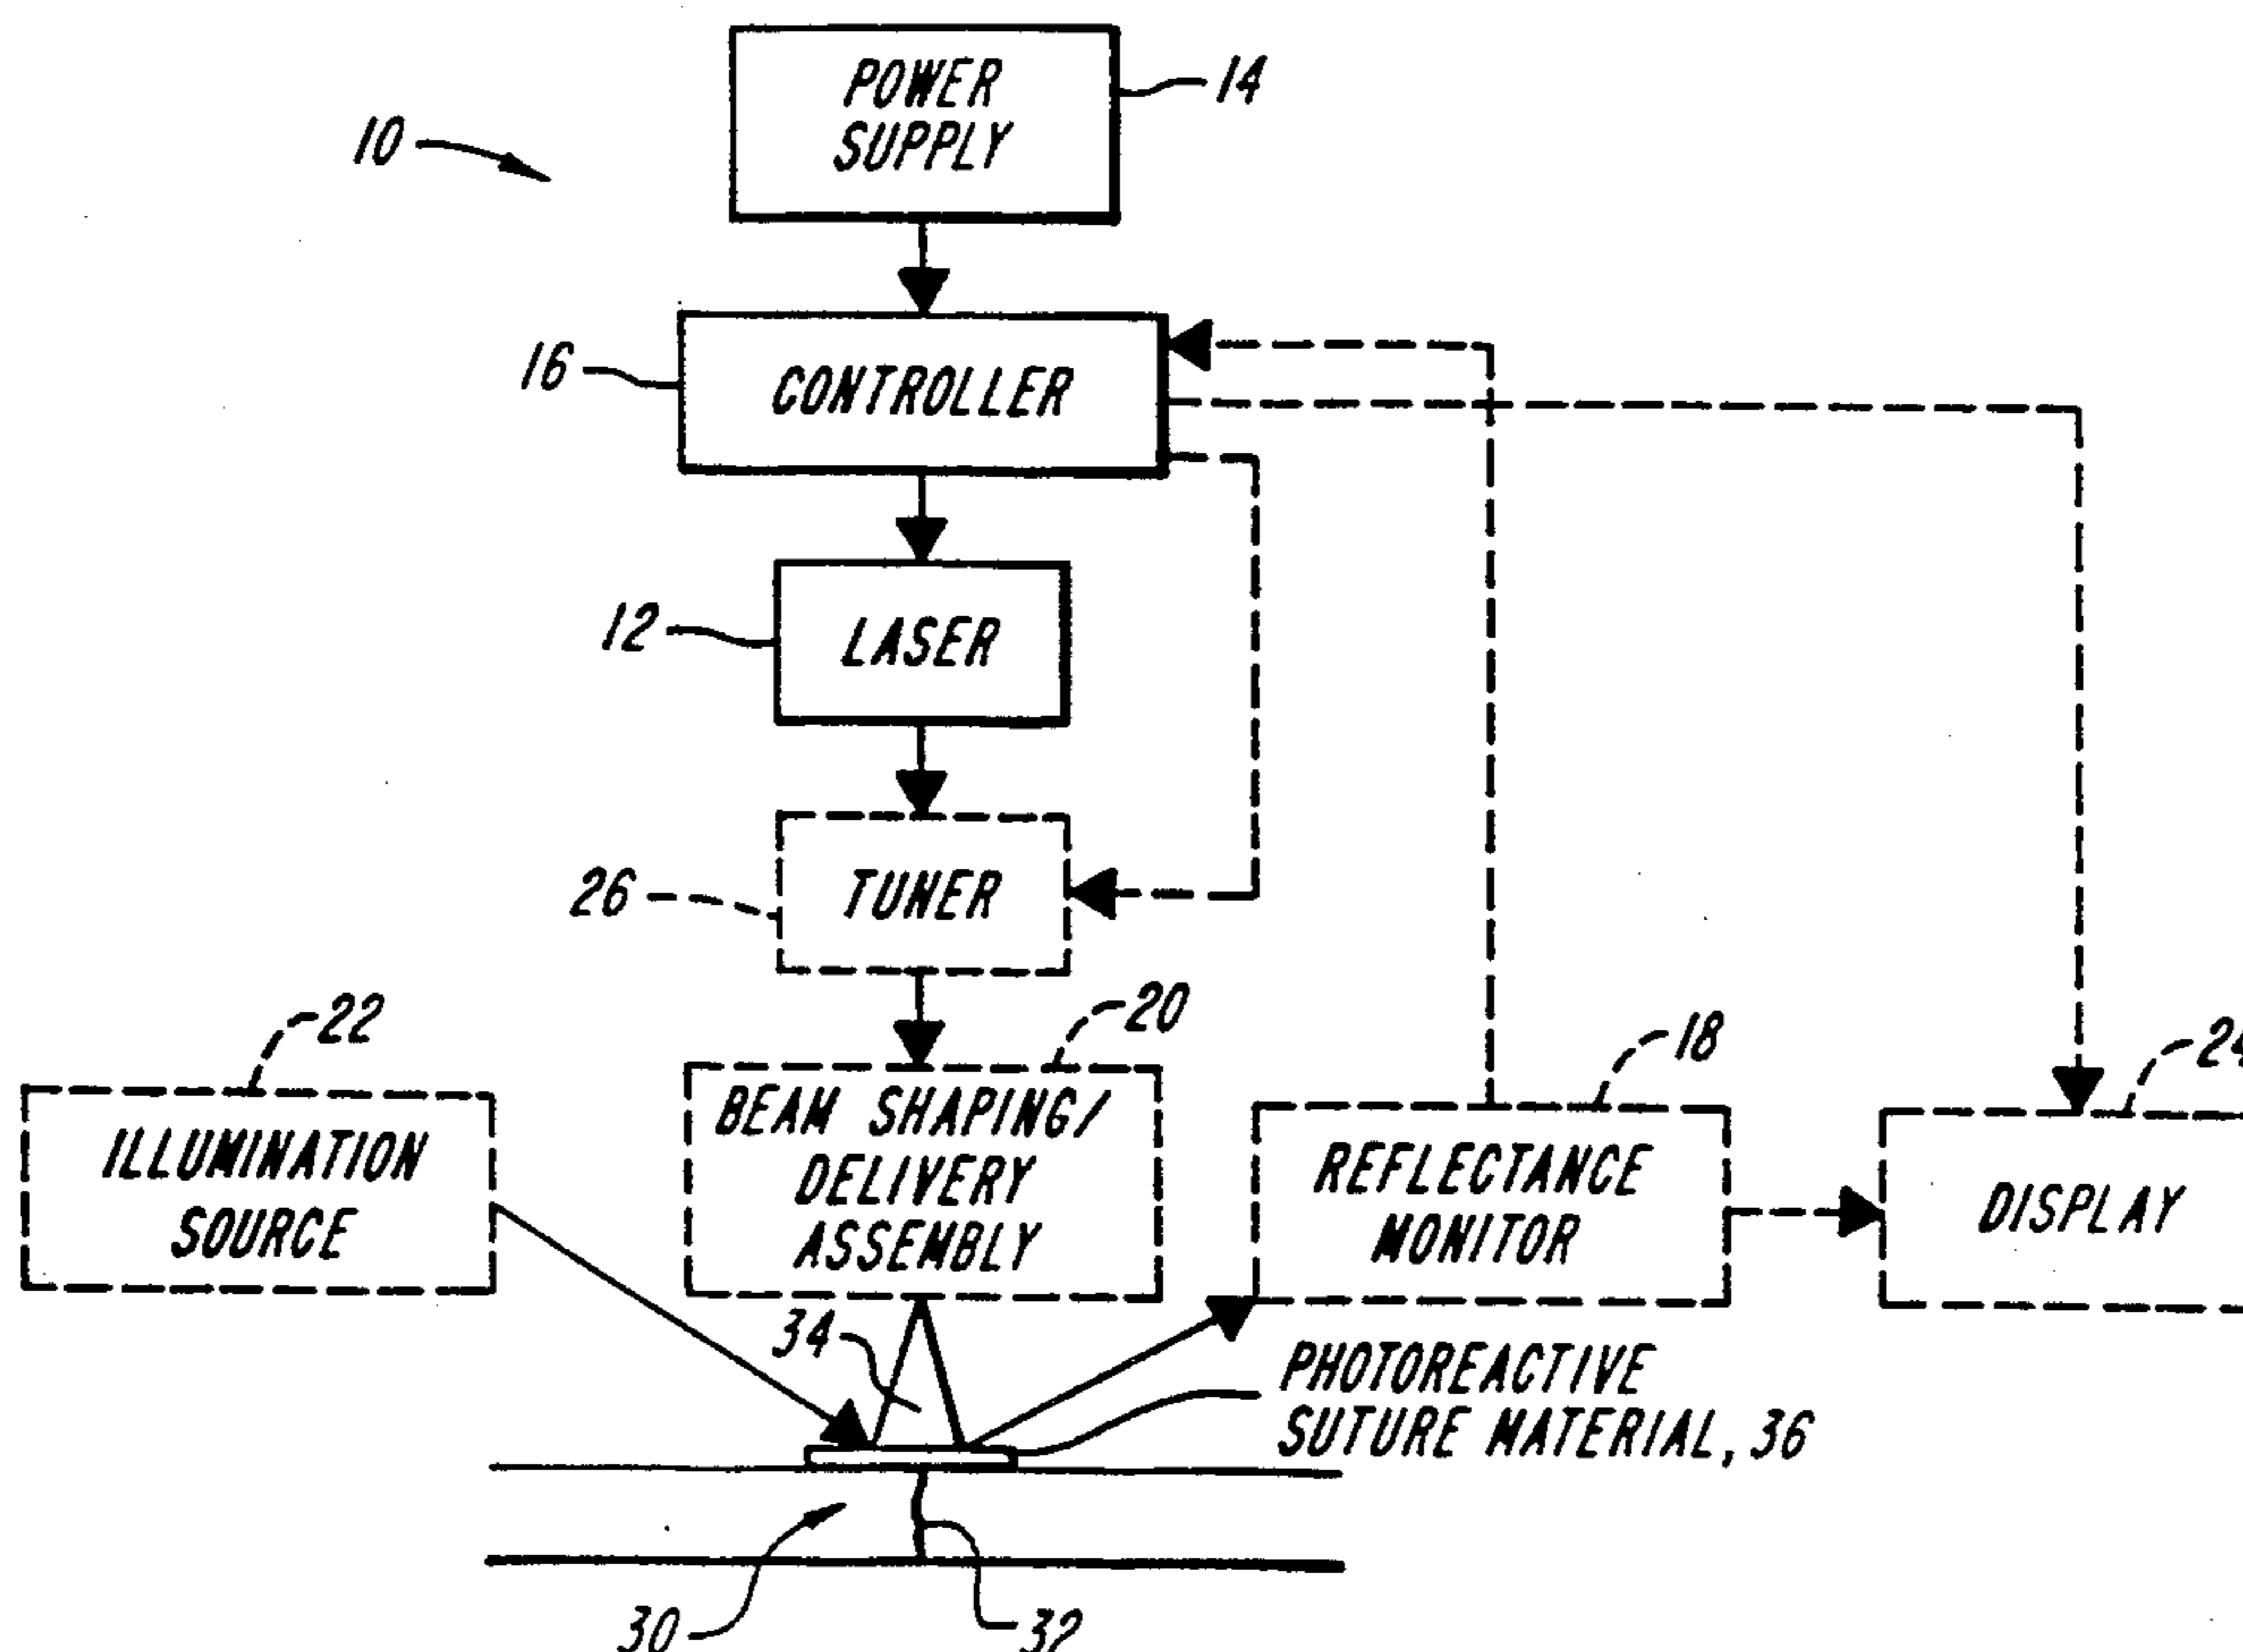 POWER
SUPPLY
14
10
16
CONTROLLER
12
LASER
26
TUNER
22
20
18
ILLUMINATION
SOURCE
BEAM SHAPING/
DELIVERY
ASSEMBLY
REFLECTANCE
MONITOR
DISPLAY
34
PHOTOREACTIVE
SUTURE MATERIAL, 36
30
32